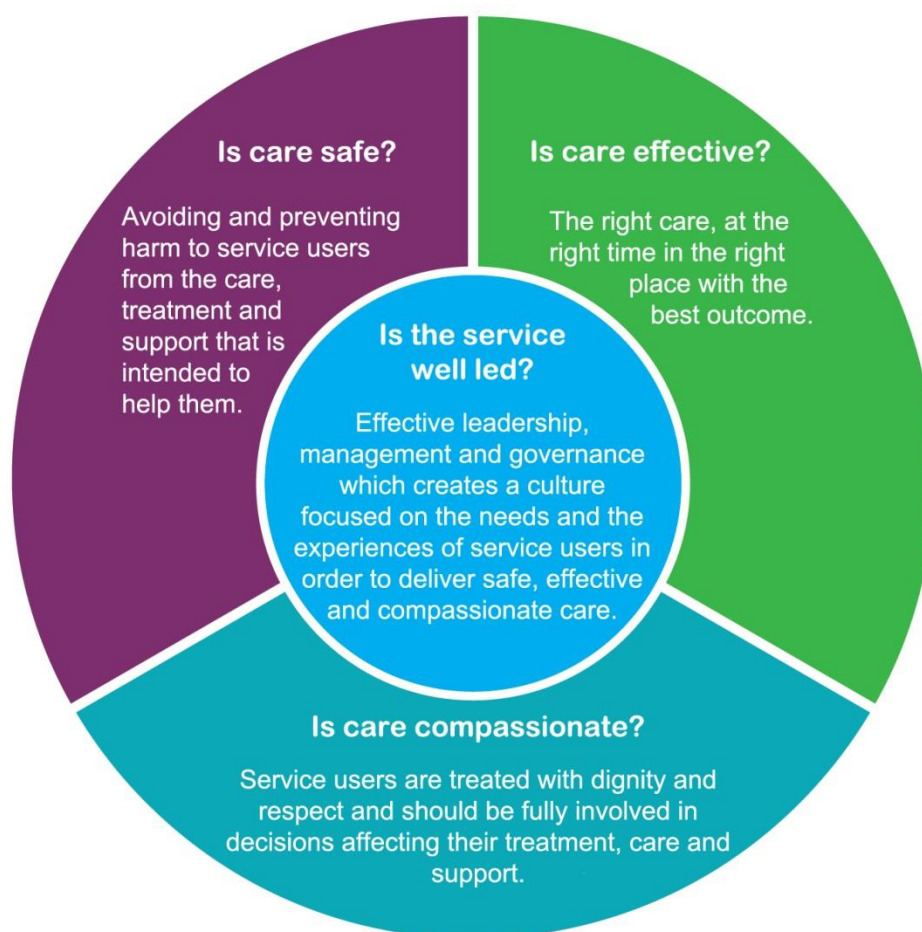 Is care safe?
Avoiding and preventing
harm to service users
from the care,
treatment and
support that is
intended to
help them.
Is care effective?
The right care, at the
right time in the right
place with the
best outcome.
Is the service
well led?
Effective leadership,
management and governance
which creates a culture
focused on the needs and the
experiences of service users in
order to deliver safe, effective
and compassionate care.
Is care compassionate?
Service users are treated with dignity and
respect and should be fully involved in
decisions affecting their treatment, care and
support.